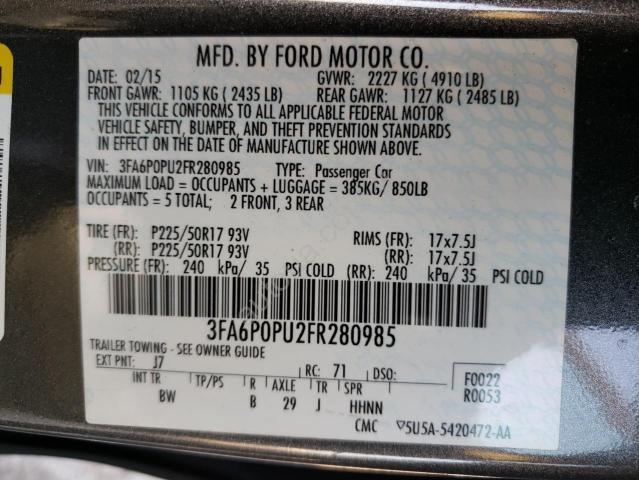 MFD. BY FORD MOTOR CO.
DATE: 02/15 GVWR: 2227 KG ( 4910 LB)
FRONT GAWR: 1105 KG ( 2435 LB) REAR GAWR: 1127 KG ( 2485 LB)
THIS VEHICLE CONFORMS TO ALL APPLICABLE FEDERAL MOTOR
VEHICLE SAFETY, BUMPER, AND THEFT PREVENTION STANDARDS
IN EFFECT ON THE DATE OF MANUFACTURE SHOWN ABOVE.
VIN: 3FA6P0PU2FR280985 TYPE: Passenger Car
MAXIMUM LOAD = OCCUPANTS + LUGGAGE = 385KG/ 850LB
OCCUPANTS = 5 TOTAL: 2 FRONT, 3 REAR
TIRE (FR): P225/50R17 93V RIMS (FR): 17x7.5J
(RR): P225/50R17 93V (RR): 17x7.5J
PRESSURE (FR): 240 kPa/ 35 PSI COLD (RR): 240 kPa/ 35 PSI COLD
3FA6P0PU2FR280985
TRAILER TOWING - SEE OWNER GUIDE
EXT PNT: J7 RC: 71 DSO: F0022
R0053
INT TR TP/PS R AXLE TR SPR
BW B 29 J HHNN
CMC ▽5U5A-5420472-AA